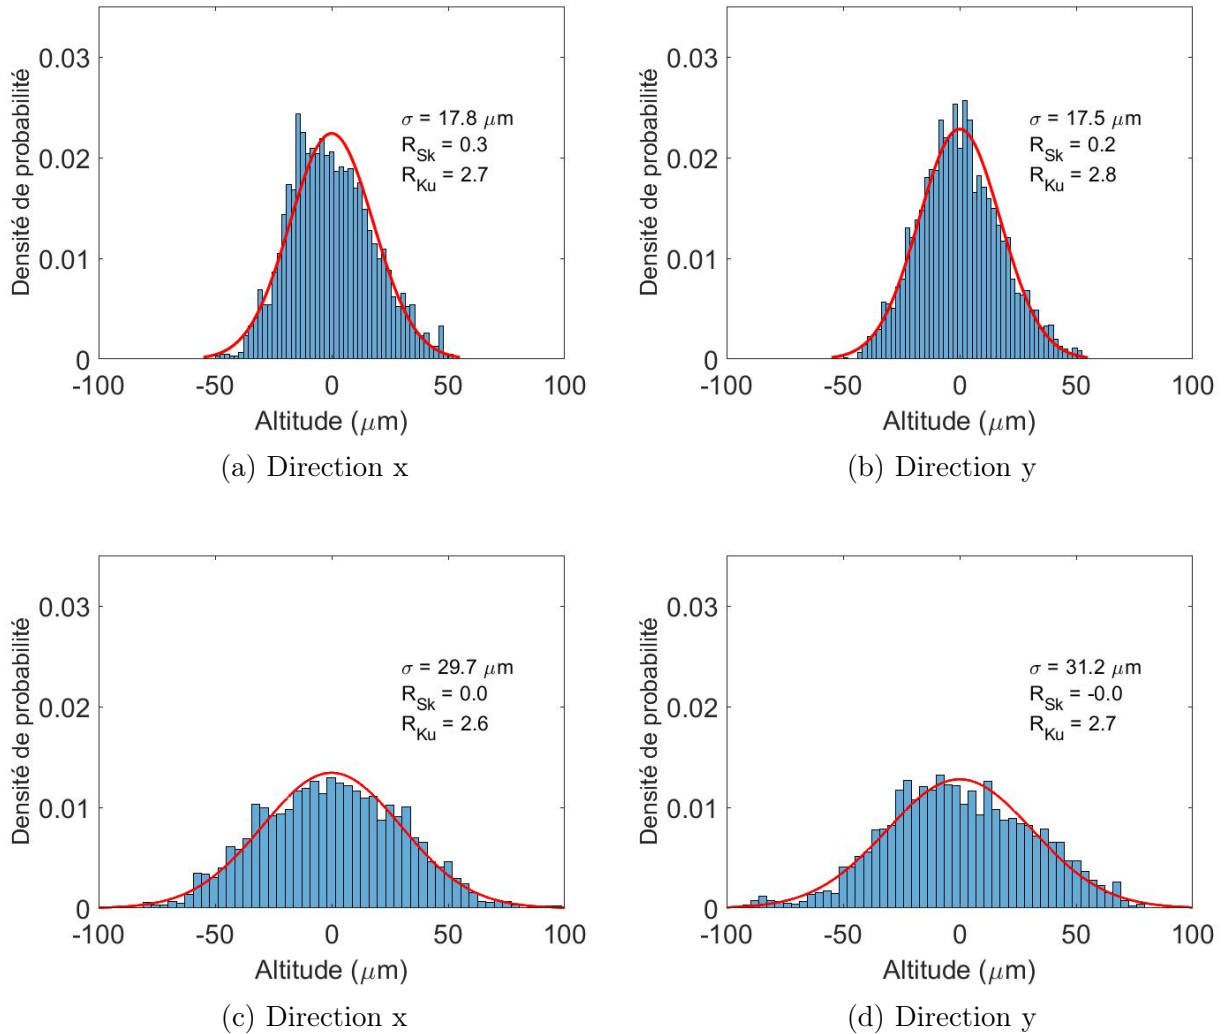 Densité de probabilité
0.03
0.02
0.01
0
σ = 17.8 μm
R_Sk = 0.3
R_Ku = 2.7
-100 -50 0 50 100
Altitude (μm)
(a) Direction x
Densité de probabilité
0.03
0.02
0.01
0
σ = 17.5 μm
R_Sk = 0.2
R_Ku = 2.8
-100 -50 0 50 100
Altitude (μm)
(b) Direction y
Densité de probabilité
0.03
0.02
0.01
0
σ = 29.7 μm
R_Sk = 0.0
R_Ku = 2.6
-100 -50 0 50 100
Altitude (μm)
(c) Direction x
Densité de probabilité
0.03
0.02
0.01
0
σ = 31.2 μm
R_Sk = -0.0
R_Ku = 2.7
-100 -50 0 50 100
Altitude (μm)
(d) Direction y